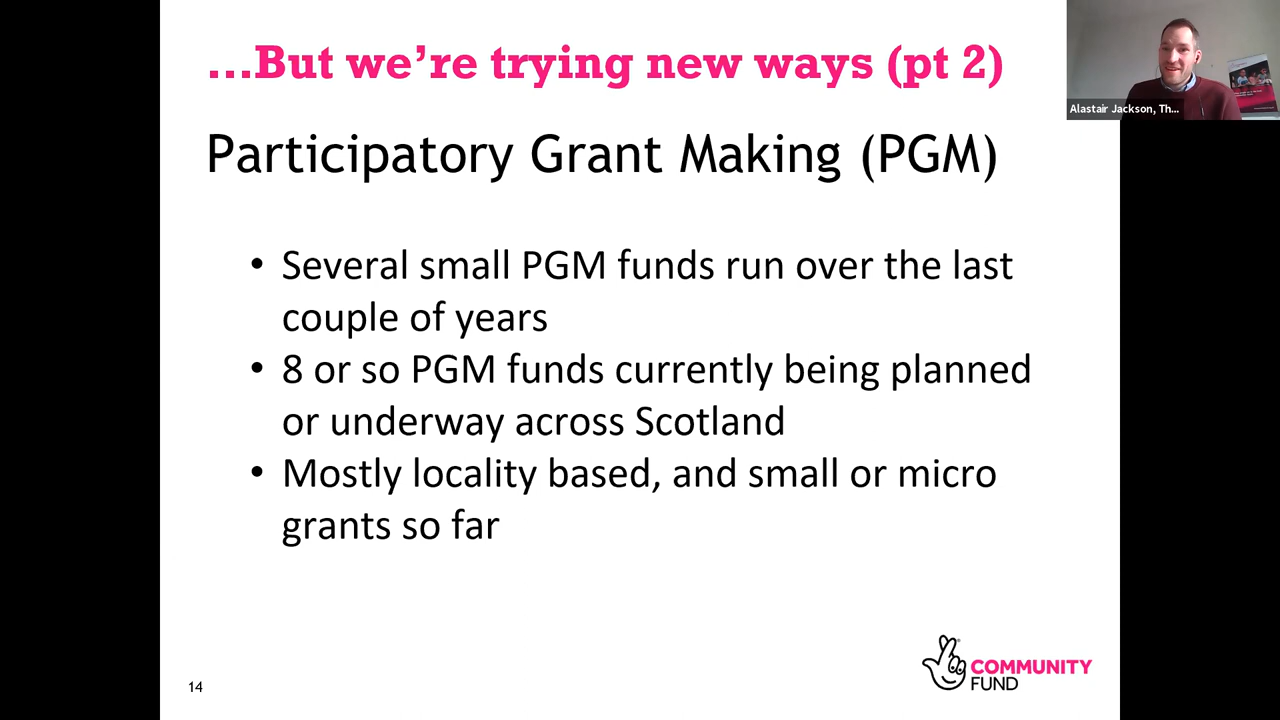 ...But we're trying new ways (pt 2)
Alastair Jackson, Th...
Participatory Grant Making (PGM)
• Several small PGM funds run over the last
couple of years
• 8 or so PGM funds currently being planned
or underway across Scotland
• Mostly locality based, and small or micro
grants so far
COMMUNITY
FUND
14